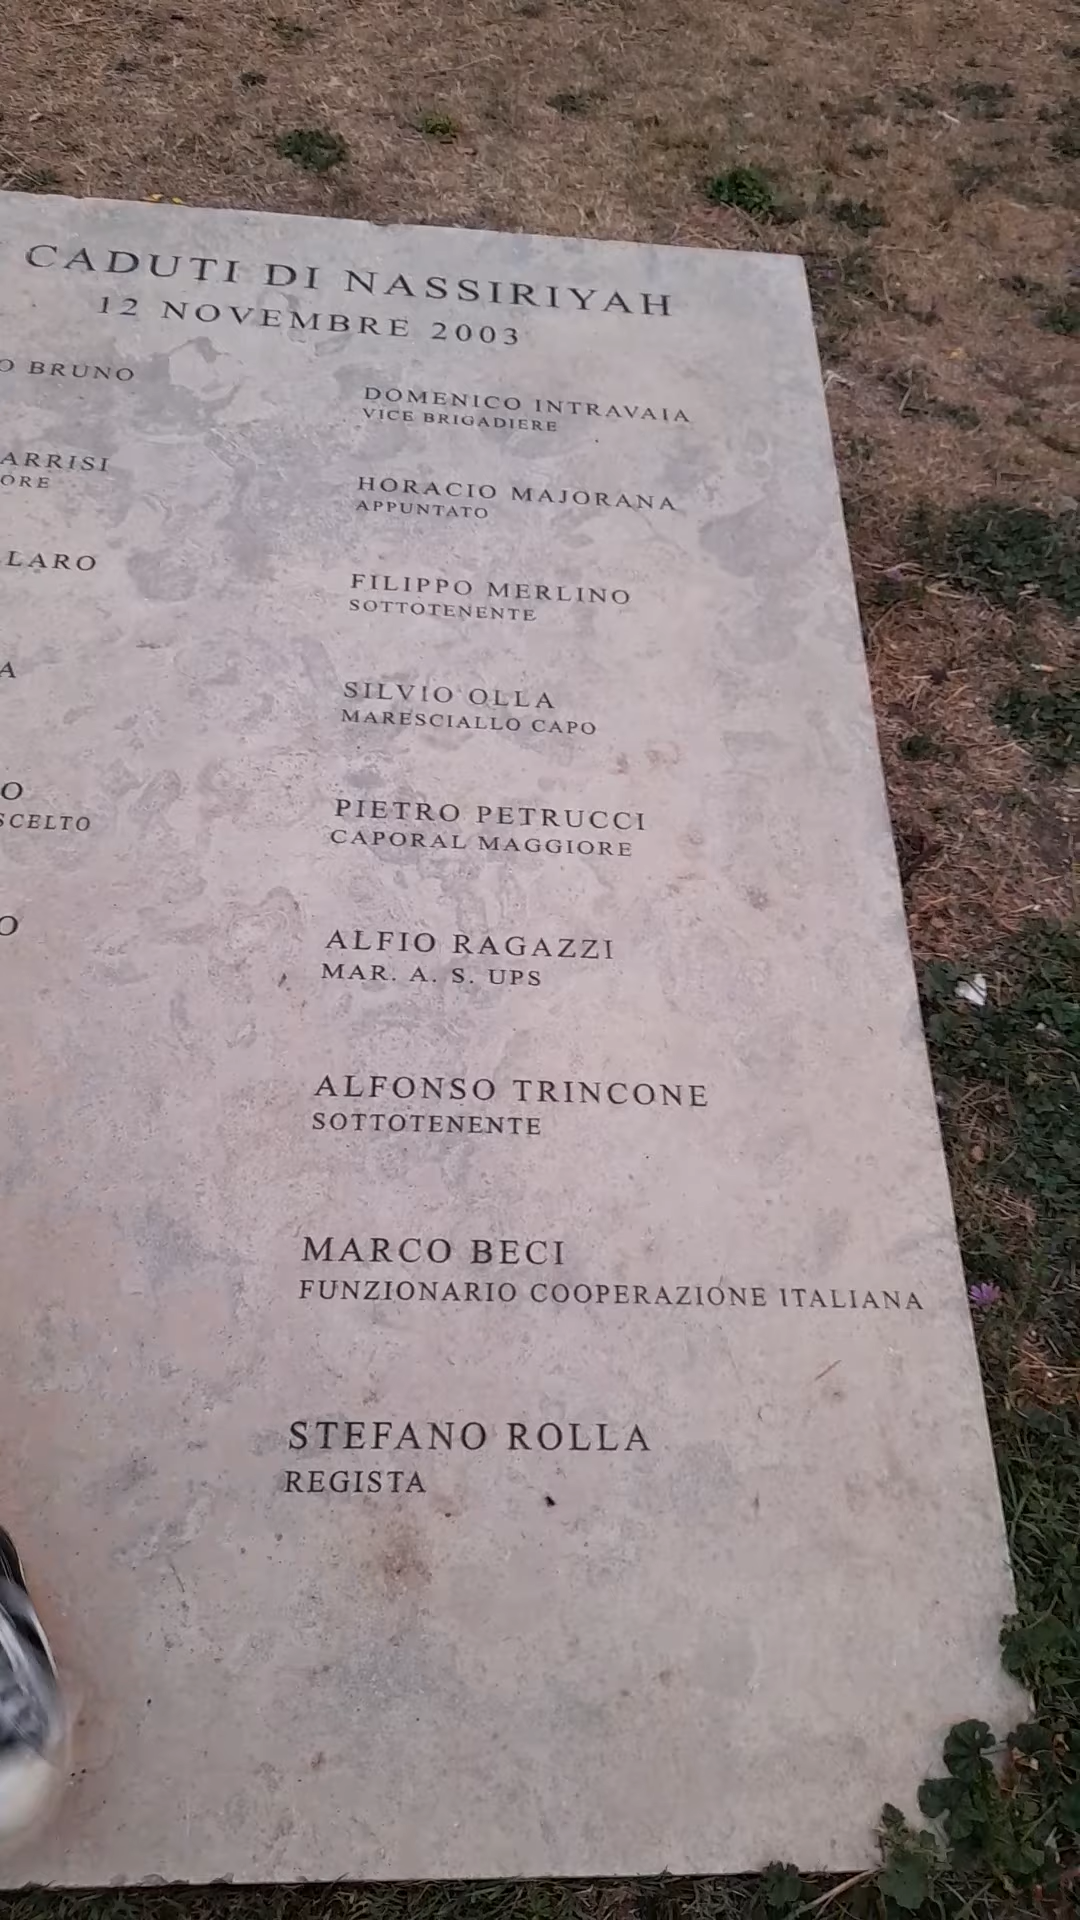 CADUTI DI NASSIRIYAH
12 NOVEMBRE 2003
O BRUNO
ARRISI
ORE
LLARO
A
O
SCELTO
O
DOMENICO INTRAVAIA
VICE BRIGADIERE
HORACIO MAJORANA
APPUNTATO
FILIPPO MERLINO
SOTTOTENENTE
SILVIO OLLA
MARESCIALLO CAPO
PIETRO PETRUCCI
CAPORAL MAGGIORE
ALFIO RAGAZZI
MAR. A. S. UPS
ALFONSO TRINCONE
SOTTOTENENTE
MARCO BECI
FUNZIONARIO COOPERAZIONE ITALIANA
STEFANO ROLLA
REGISTA